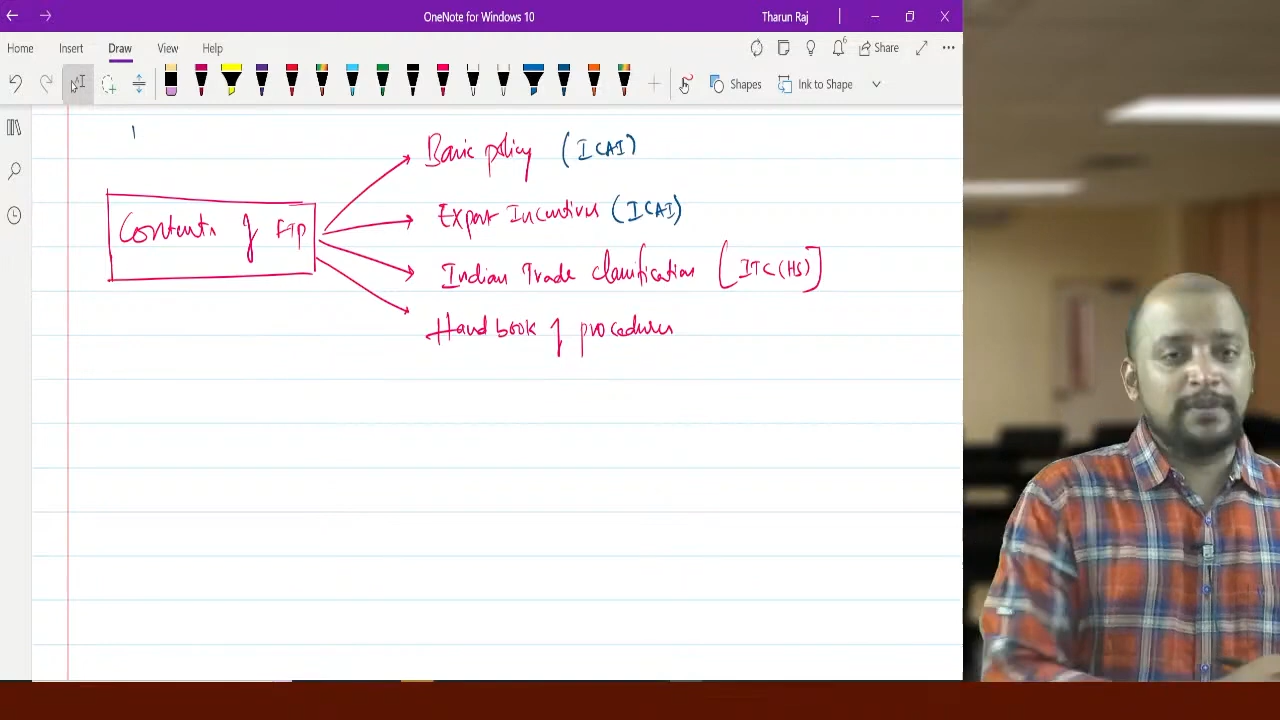 OneNote for Windows 10
Tharun Raj
Home Insert Draw View Help
6
Share
Shapes
Ink to Shape
Basic policy (ICAI)
Export Incentives (ICAI)
Contents of FTP
Indian Trade classification [ITC(HS)]
Hand book of procedures